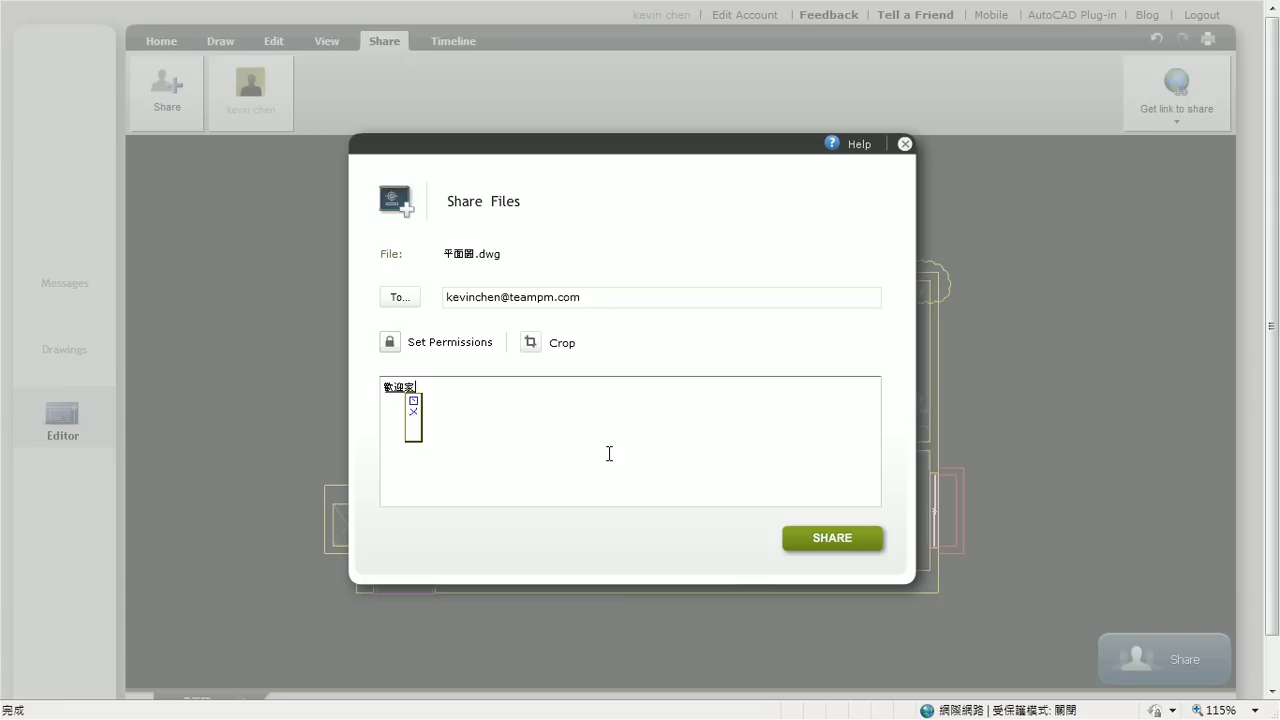 kevin chen | Edit Account | Feedback | Tell a Friend | Mobile | AutoCAD Plug-in | Blog | Logout
Home Draw Edit View Share Timeline
Share
kevin chen
Get link to share
Help
Share Files
File: 平面圖.dwg
To... kevinchen@teampm.com
Set Permissions | Crop
歡迎家
Messages
Drawings
Editor
SHARE
Share
完成
網際網路 | 受保護模式: 關閉
115%